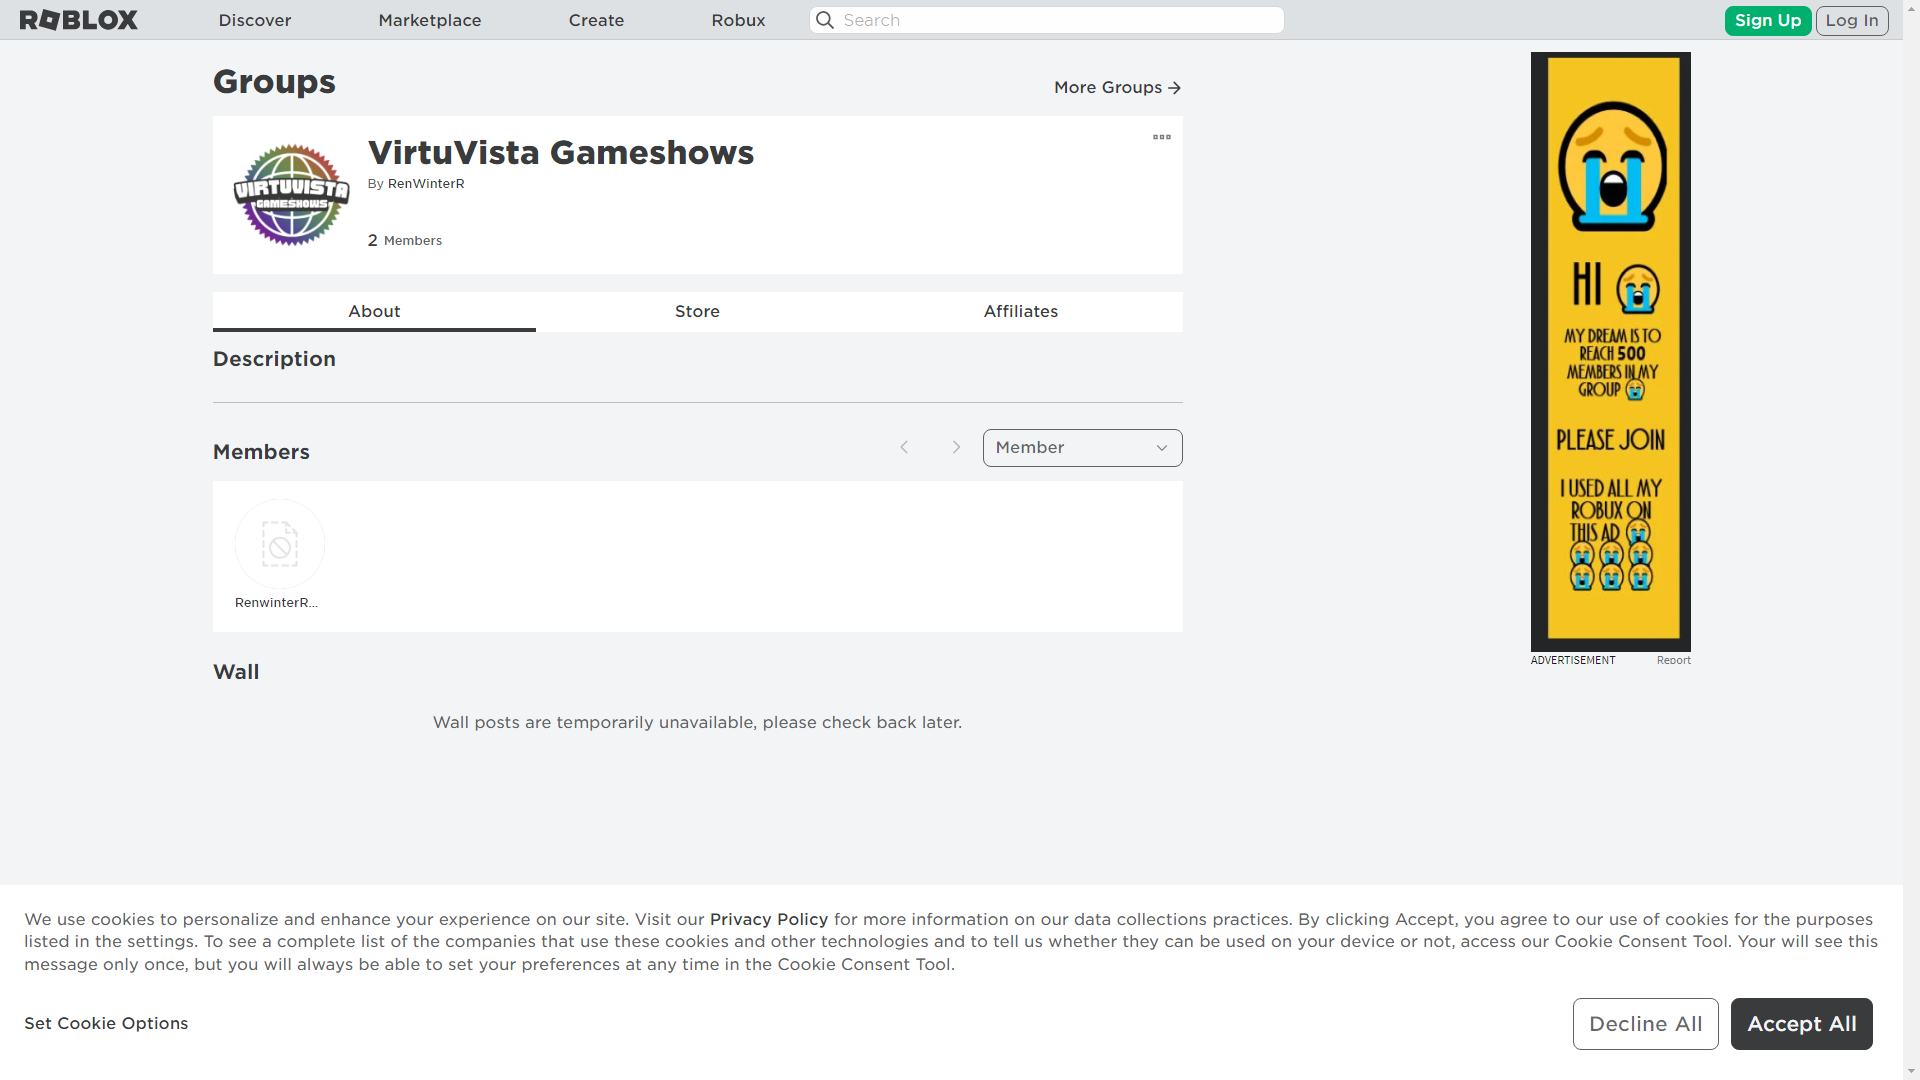 ROBLOX
Discover
Marketplace
Create
Robux
Search
Sign Up
Log In
Groups
More Groups
VIRTUVISTA
GAMESHOWS
VirtuVista Gameshows
By RenWinterR
2 Members
About
Store
Affiliates
Description
Members
Member
RenwinterR...
Wall
Wall posts are temporarily unavailable, please check back later.
HI
MY DREAM IS TO
REACH 500
MEMBERS IN MY
GROUP
PLEASE JOIN
I USED ALL MY
ROBUX ON
THIS AD
ADVERTISEMENT
Report
We use cookies to personalize and enhance your experience on our site. Visit our Privacy Policy for more information on our data collections practices. By clicking Accept, you agree to our use of cookies for the purposes
listed in the settings. To see a complete list of the companies that use these cookies and other technologies and to tell us whether they can be used on your device or not, access our Cookie Consent Tool. Your will see this
message only once, but you will always be able to set your preferences at any time in the Cookie Consent Tool.
Set Cookie Options
Decline All
Accept All